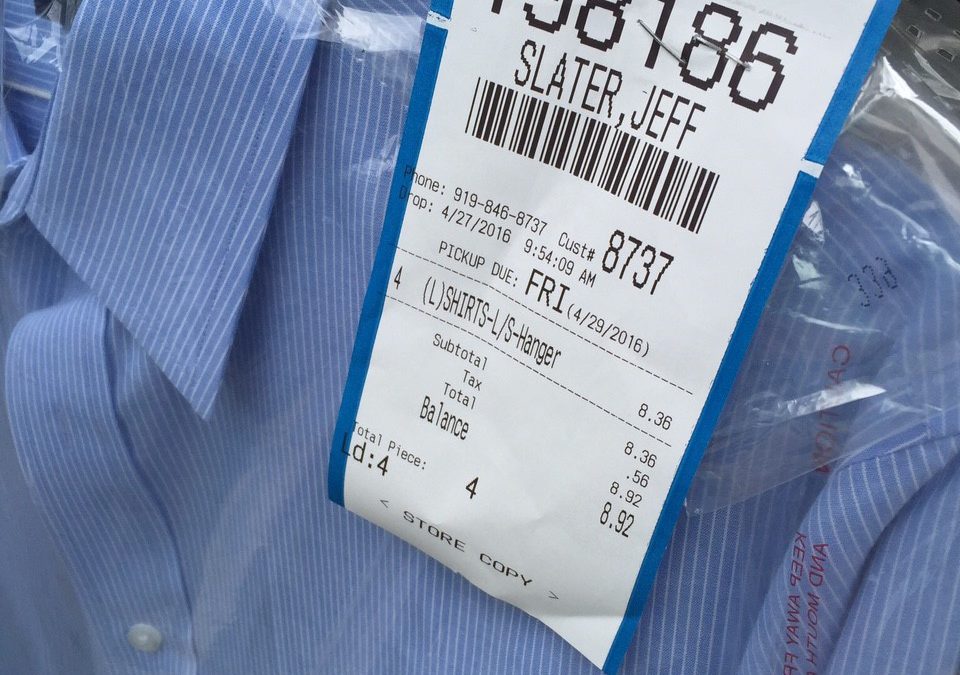 158186
SLATER,JEFF
Phone: 919-846-8737 Cust# 8737
Drop: 4/27/2016 9:54:09 AM
PICKUP DUE: FRI(4/29/2016)
4 (L)SHIRTS-L/S-Hanger 8.36
Subtotal 8.36
Tax .56
Total 8.92
Balance 8.92
Total Piece: 4
Ld:4
< STORE COPY >
AND MOUTH
KEEP AWAY FR